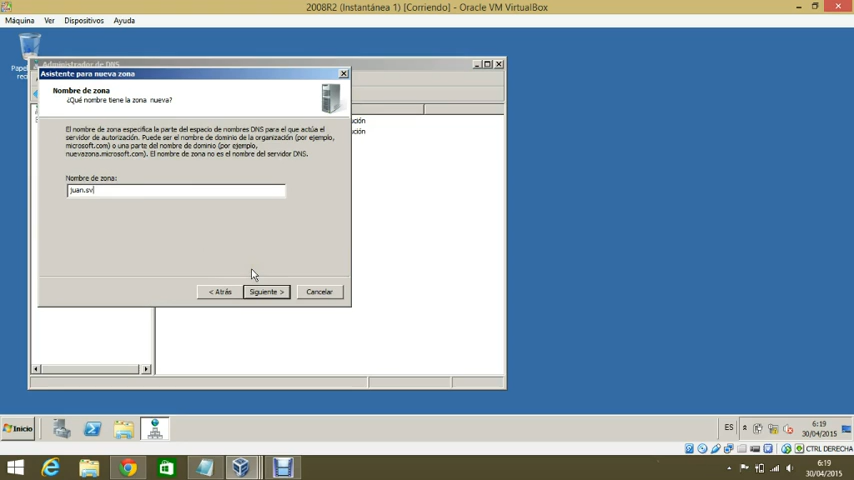 2008R2 (Instantánea 1) [Corriendo] - Oracle VM VirtualBox
Máquina Ver Dispositivos Ayuda
Administrador de DNS
Asistente para nueva zona
Nombre de zona
¿Qué nombre tiene la zona nueva?
El nombre de zona especifica la parte del espacio de nombres DNS para el que actúa el
servidor de autorización. Puede ser el nombre de dominio de la organización (por ejemplo,
microsoft.com) o una parte del nombre de dominio (por ejemplo,
nuevazona.microsoft.com). El nombre de zona no es el nombre del servidor DNS.
Nombre de zona:
juan.sv
< Atrás Siguiente > Cancelar
Inicio
ES
6:19
30/04/2015
CTRL DERECHA
6:19
30/04/2015